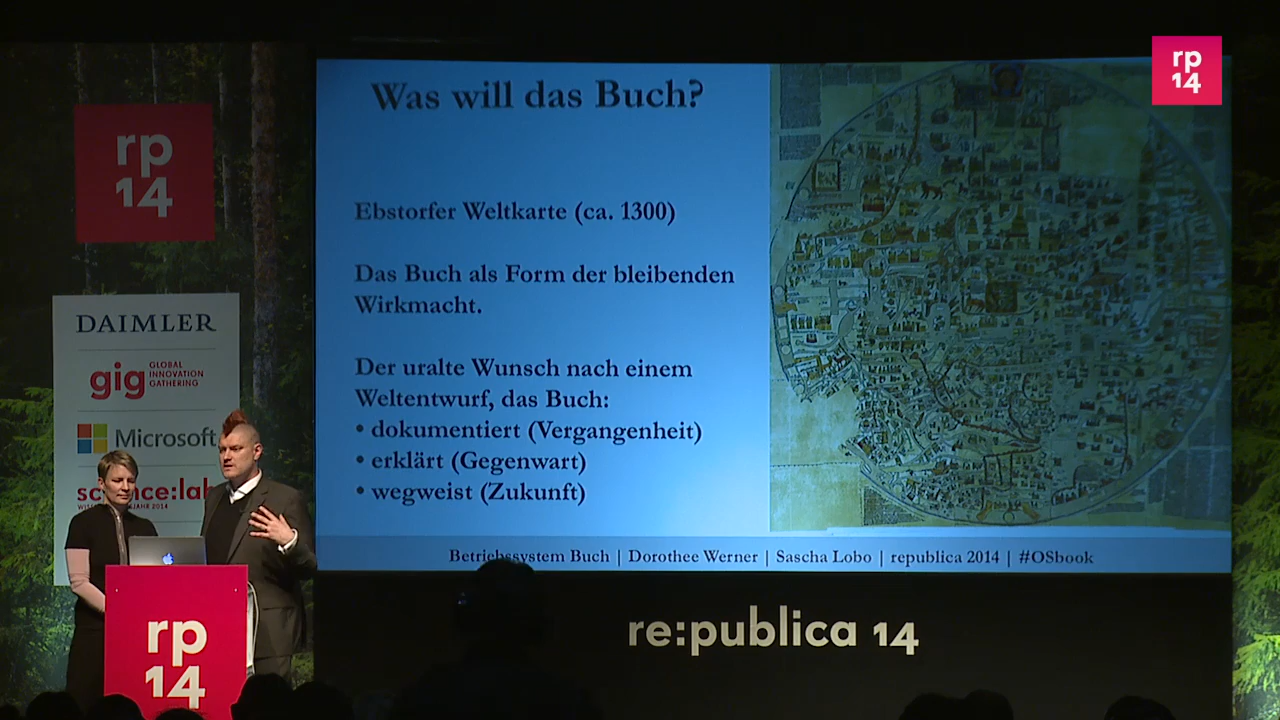 rp
14
rp
14
DAIMLER
gig GLOBAL
INNOVATION
GATHERING
Microsoft
Was will das Buch?
Ebstorfer Weltkarte (ca. 1300)
Das Buch als Form der bleibenden
Wirkmacht.
Der uralte Wunsch nach einem
Weltentwurf, das Buch:
• dokumentiert (Vergangenheit)
• erklärt (Gegenwart)
• wegweist (Zukunft)
Betriebssystem Buch | Dorothee Werner | Sascha Lobo | republica 2014 | #OSbook
re:publica 14
rp
14